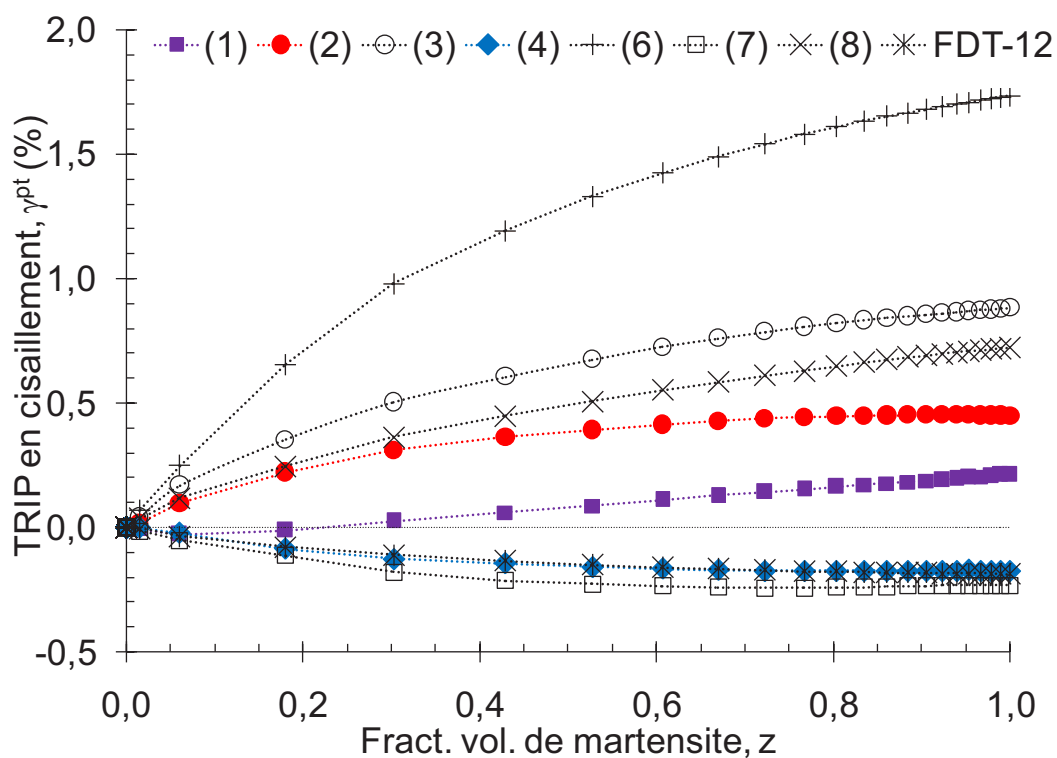 2,0
(1) (2) (3) (4) (6) (7) (8) FDT-12
1,5
1,0
0,5
0,0
-0,5
TRIP en cisaillement, γ^pt (%)
0,0 0,2 0,4 0,6 0,8 1,0
Fract. vol. de martensite, z